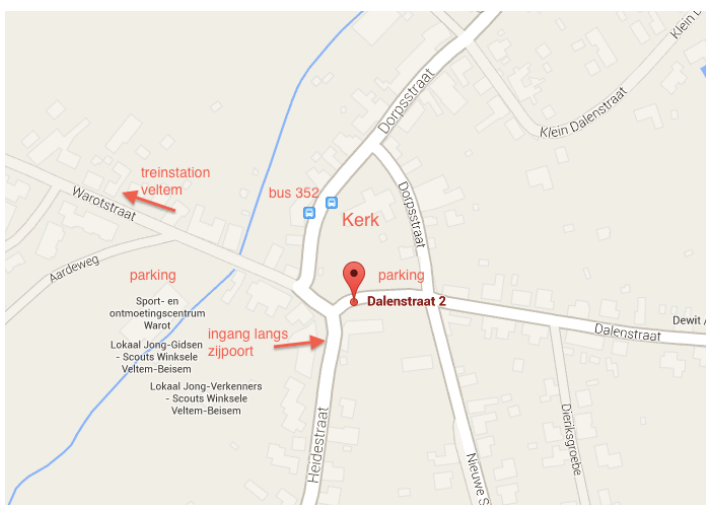 Klein Dalenstraat
Dorpsstraat
Klein Dalenstraat
treinstation
veltem
bus 352
Warotstraat
Kerk
Dorpsstraat
Aardeweg
parking
parking
Sport- en
ontmoetingscentrum
Warot
Dalenstraat 2
ingang langs
zijpoort
Dalenstraat
Dewit
Lokaal Jong-Gidsen
- Scouts Winksele
Veltem-Beisem
Lokaal Jong-Verkenners
- Scouts Winksele
Veltem-Beisem
Heidestraat
Nieuwe S
Dieriksgroebe